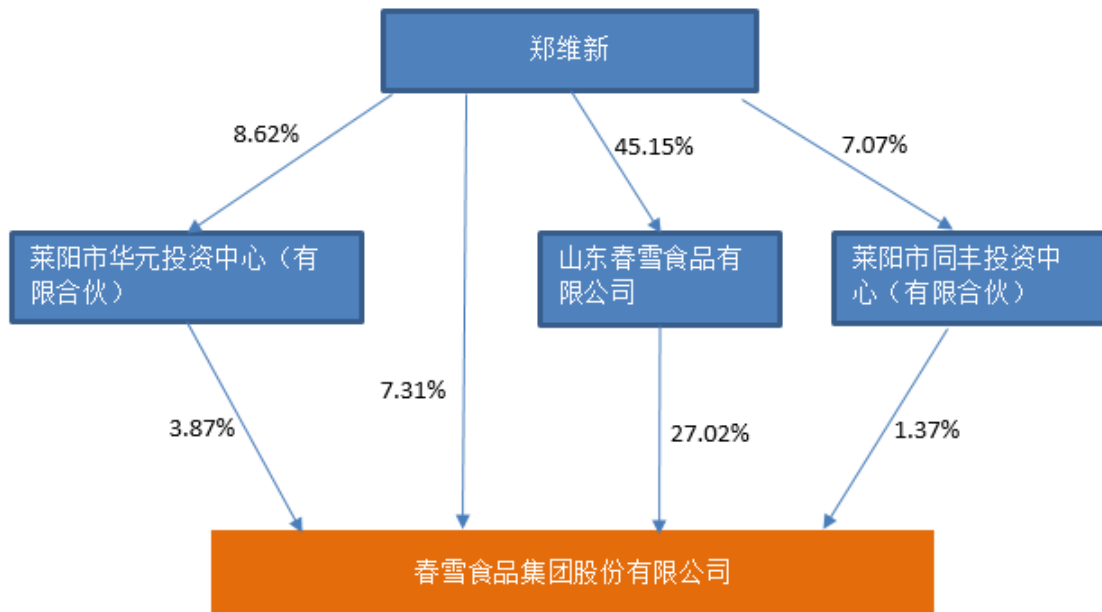 郑维新
8.62%
45.15%
7.07%
莱阳市华元投资中心（有
限合伙）
山东春雪食品有
限公司
莱阳市同丰投资中
心（有限合伙）
7.31%
3.87%
27.02%
1.37%
春雪食品集团股份有限公司